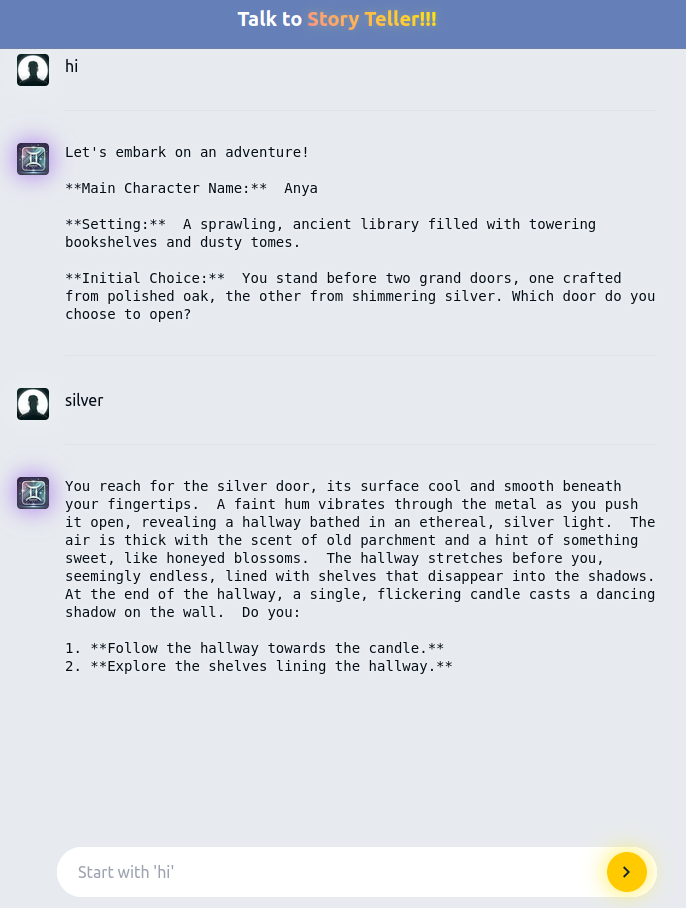 Talk to Story Teller!!!
hi
Let's embark on an adventure!
**Main Character Name:**  Anya
**Setting:**  A sprawling, ancient library filled with towering
bookshelves and dusty tomes.
**Initial Choice:**  You stand before two grand doors, one crafted
from polished oak, the other from shimmering silver. Which door do you
choose to open?
silver
You reach for the silver door, its surface cool and smooth beneath
your fingertips.  A faint hum vibrates through the metal as you push
it open, revealing a hallway bathed in an ethereal, silver light.  The
air is thick with the scent of old parchment and a hint of something
sweet, like honeyed blossoms.  The hallway stretches before you,
seemingly endless, lined with shelves that disappear into the shadows.
At the end of the hallway, a single, flickering candle casts a dancing
shadow on the wall.  Do you:
1. **Follow the hallway towards the candle.**
2. **Explore the shelves lining the hallway.**
Start with 'hi'